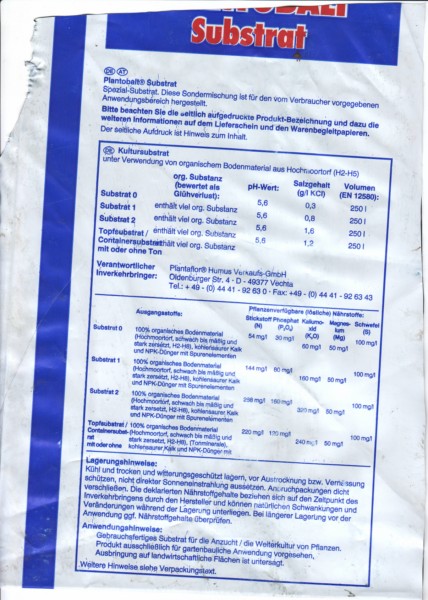 Substrat
DE AT
Plantobalt® Substrat
Spezial-Substrat. Diese Sondermischung ist für den vom Verbraucher vorgegebenen
Anwendungsbereich hergestellt.
Bitte beachten Sie die seitlich aufgedruckte Produkt-Bezeichnung und dazu die
weiteren Informationen auf dem Lieferschein und den Warenbegleitpapieren.
Der seitliche Aufdruck ist Hinweis zum Inhalt.
DE Kultursubstrat
unter Verwendung von organischem Bodenmaterial aus Hochmoortorf (H2-H5)
org. Substanz (bewertet als Glühverlust): pH-Wert: Salzgehalt (g/l KCl) Volumen (EN 12580):
Substrat 0 enthält viel org. Substanz 5,6 0,3 250 l
Substrat 1 enthält viel org. Substanz 5,6 0,8 250 l
Substrat 2 enthält viel org. Substanz 5,6 1,6 250 l
Topfsubstrat / Containersubstrat mit oder ohne Ton enthält viel org. Substanz 5,6 1,2 250 l
Verantwortlicher Plantaflor® Humus Verkaufs-GmbH
Inverkehrbringer: Oldenburger Str. 4 - D - 49377 Vechta
Tel.: + 49 - (0) 44 41 - 92 63 0 - Fax: +49 - (0) 44 41 - 92 63 43
Pflanzenverfügbare (lösliche) Nährstoffe:
Ausgangsstoffe: Stickstoff (N) Phosphat (P₂O₅) Kaliumoxid (K₂O) Magnesium (Mg) Schwefel (S)
Substrat 0 100% organisches Bodenmaterial 54 mg/l 30 mg/l 60 mg/l 50 mg/l 100 mg/l
(Hochmoortorf, schwach bis mäßig und
stark zersetzt, H2-H8), kohlensaurer Kalk
und NPK-Dünger mit Spurenelementen
Substrat 1 100% organisches Bodenmaterial 144 mg/l 80 mg/l 160 mg/l 50 mg/l 100 mg/l
(Hochmoortorf, schwach bis mäßig und
stark zersetzt, H2-H8), kohlensaurer Kalk
und NPK-Dünger mit Spurenelementen
Substrat 2 100% organisches Bodenmaterial 160 mg/l 50 mg/l 100 mg/l
(Hochmoortorf, schwach bis mäßig und
stark zersetzt, H2-H8), kohlensaurer Kalk
und NPK-Dünger mit Spurenelementen
Topfsubstrat / 100% organisches Bodenmaterial 220 mg/l 240 mg/l 50 mg/l 100 mg/l
Containersubstrat (Hochmoortorf, schwach bis mäßig und
mit oder ohne stark zersetzt, H2-H8), (Tonminerale),
kohlensaurer Kalk und NPK-Dünger mit
Lagerungshinweise:
Kühl und trocken und witterungsgeschützt lagern, vor Austrocknung bzw. Vernässung
schützen, nicht direkter Sonneneinstrahlung aussetzen. Anbruchpackungen dicht
verschließen. Die deklarierten Nährstoffgehalte beziehen sich auf den Zeitpunkt des
Inverkehrbringens durch den Hersteller und können natürlichen Schwankungen und
Veränderungen während der Lagerung unterliegen. Bei längerer Lagerung vor der
Anwendung ggf. Nährstoffgehalte überprüfen.
Anwendungshinweise:
Gebrauchsfertiges Substrat für die Anzucht / die Weiterkultur von Pflanzen.
Produkt ausschließlich für gartenbauliche Anwendung vorgesehen,
Ausbringung auf landwirtschaftliche Flächen ist untersagt.
Weitere Hinweise siehe Verpackungstext.